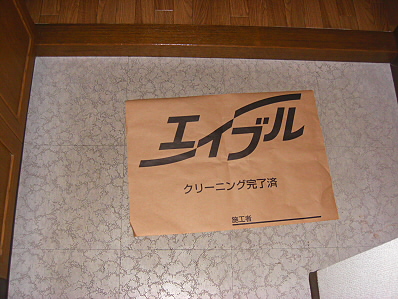 エイブル
クリーニング完了済
施工者